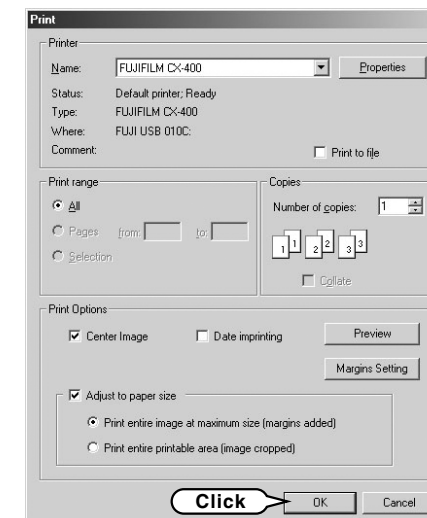 Print
Printer
Name: FUJIFILM CX-400 Properties
Status: Default printer; Ready
Type: FUJIFILM CX-400
Where: FUJI USB 010C:
Comment: Print to file
Print range
All
Pages from: to:
Selection
Copies
Number of copies: 1
1 1 2 2 3 3
Collate
Print Options
Center Image Date imprinting Preview
Margins Setting
Adjust to paper size
Print entire image at maximum size (margins added)
Print entire printable area (image cropped)
Click OK Cancel